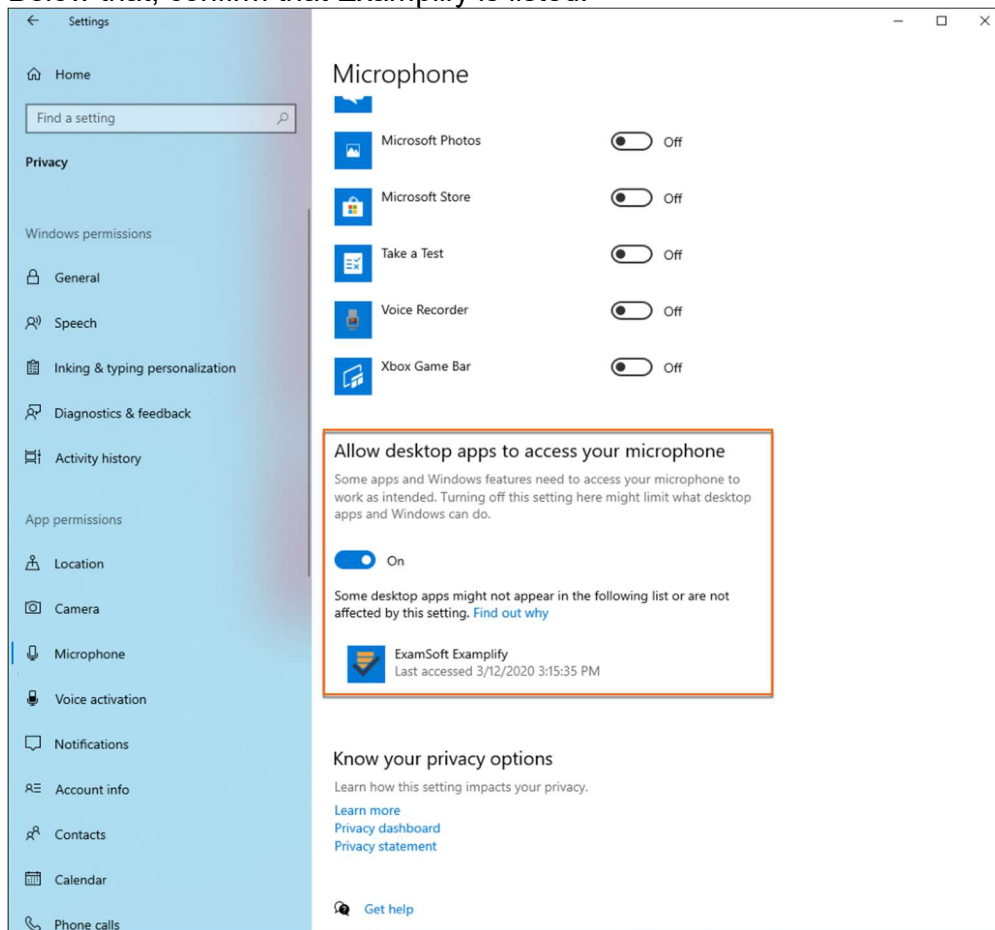 Below that, confirm that Examplify is listed.
Settings
Home
Find a setting
Privacy
Windows permissions
General
Speech
Inking & typing personalization
Diagnostics & feedback
Activity history
App permissions
Location
Camera
Microphone
Voice activation
Notifications
Account info
Contacts
Calendar
Phone calls
Microphone
Microsoft Photos
Off
Microsoft Store
Off
Take a Test
Off
Voice Recorder
Off
Xbox Game Bar
Off
Allow desktop apps to access your microphone
Some apps and Windows features need to access your microphone to
work as intended. Turning off this setting here might limit what desktop
apps and Windows can do.
On
Some desktop apps might not appear in the following list or are not
affected by this setting. Find out why
ExamSoft Examplify
Last accessed 3/12/2020 3:15:35 PM
Know your privacy options
Learn how this setting impacts your privacy.
Learn more
Privacy dashboard
Privacy statement
Get help